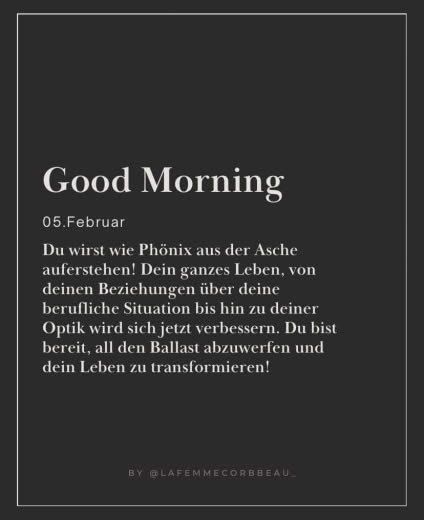 Good Morning
05.Februar
Du wirst wie Phönix aus der Asche
auferstehen! Dein ganzes Leben, von
deinen Beziehungen über deine
berufliche Situation bis hin zu deiner
Optik wird sich jetzt verbessern. Du bist
bereit, all den Ballast abzuwerfen und
dein Leben zu transformieren!
BY @LAFEMMECORBBEAU_